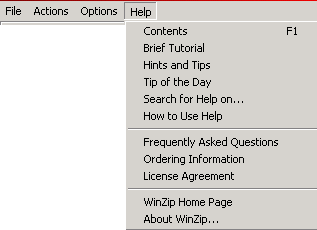 File Actions Options Help
Contents F1
Brief Tutorial
Hints and Tips
Tip of the Day
Search for Help on...
How to Use Help
Frequently Asked Questions
Ordering Information
License Agreement
WinZip Home Page
About WinZip...